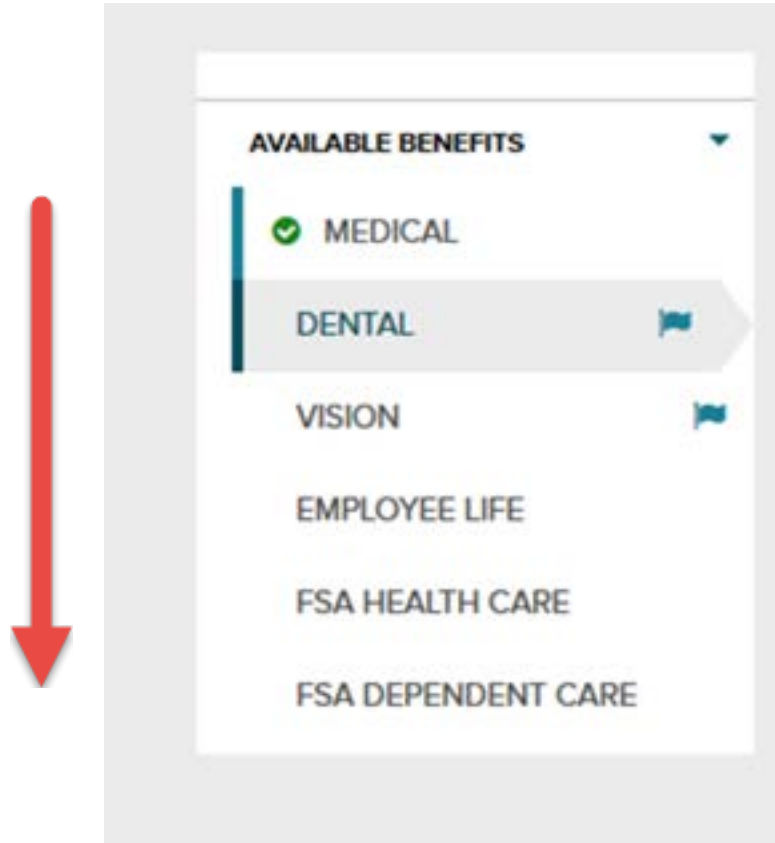 AVAILABLE BENEFITS
MEDICAL
DENTAL
VISION
EMPLOYEE LIFE
FSA HEALTH CARE
FSA DEPENDENT CARE